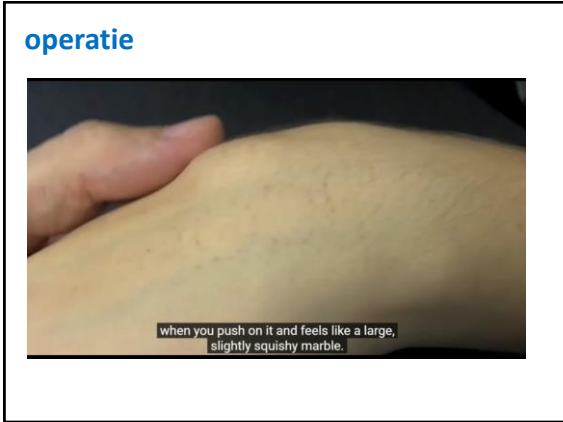 operatie
when you push on it and feels like a large,
slightly squishy marble.